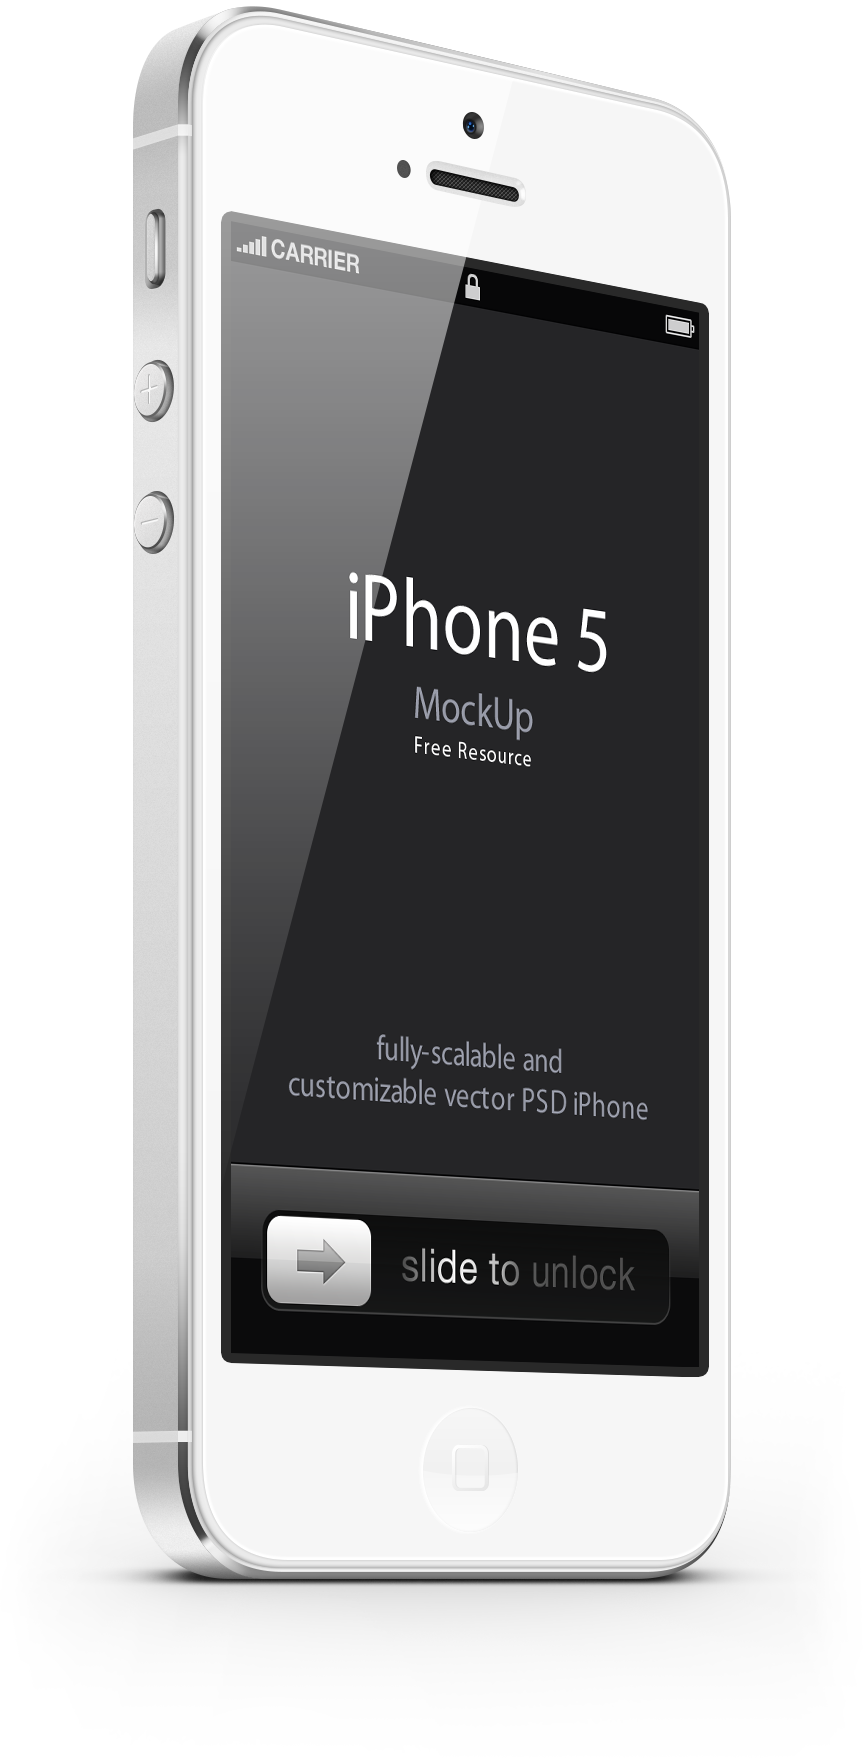 CARRIER
iPhone 5
MockUp
Free Resource
fully-scalable and
customizable vector PSD iPhone
slide to unlock